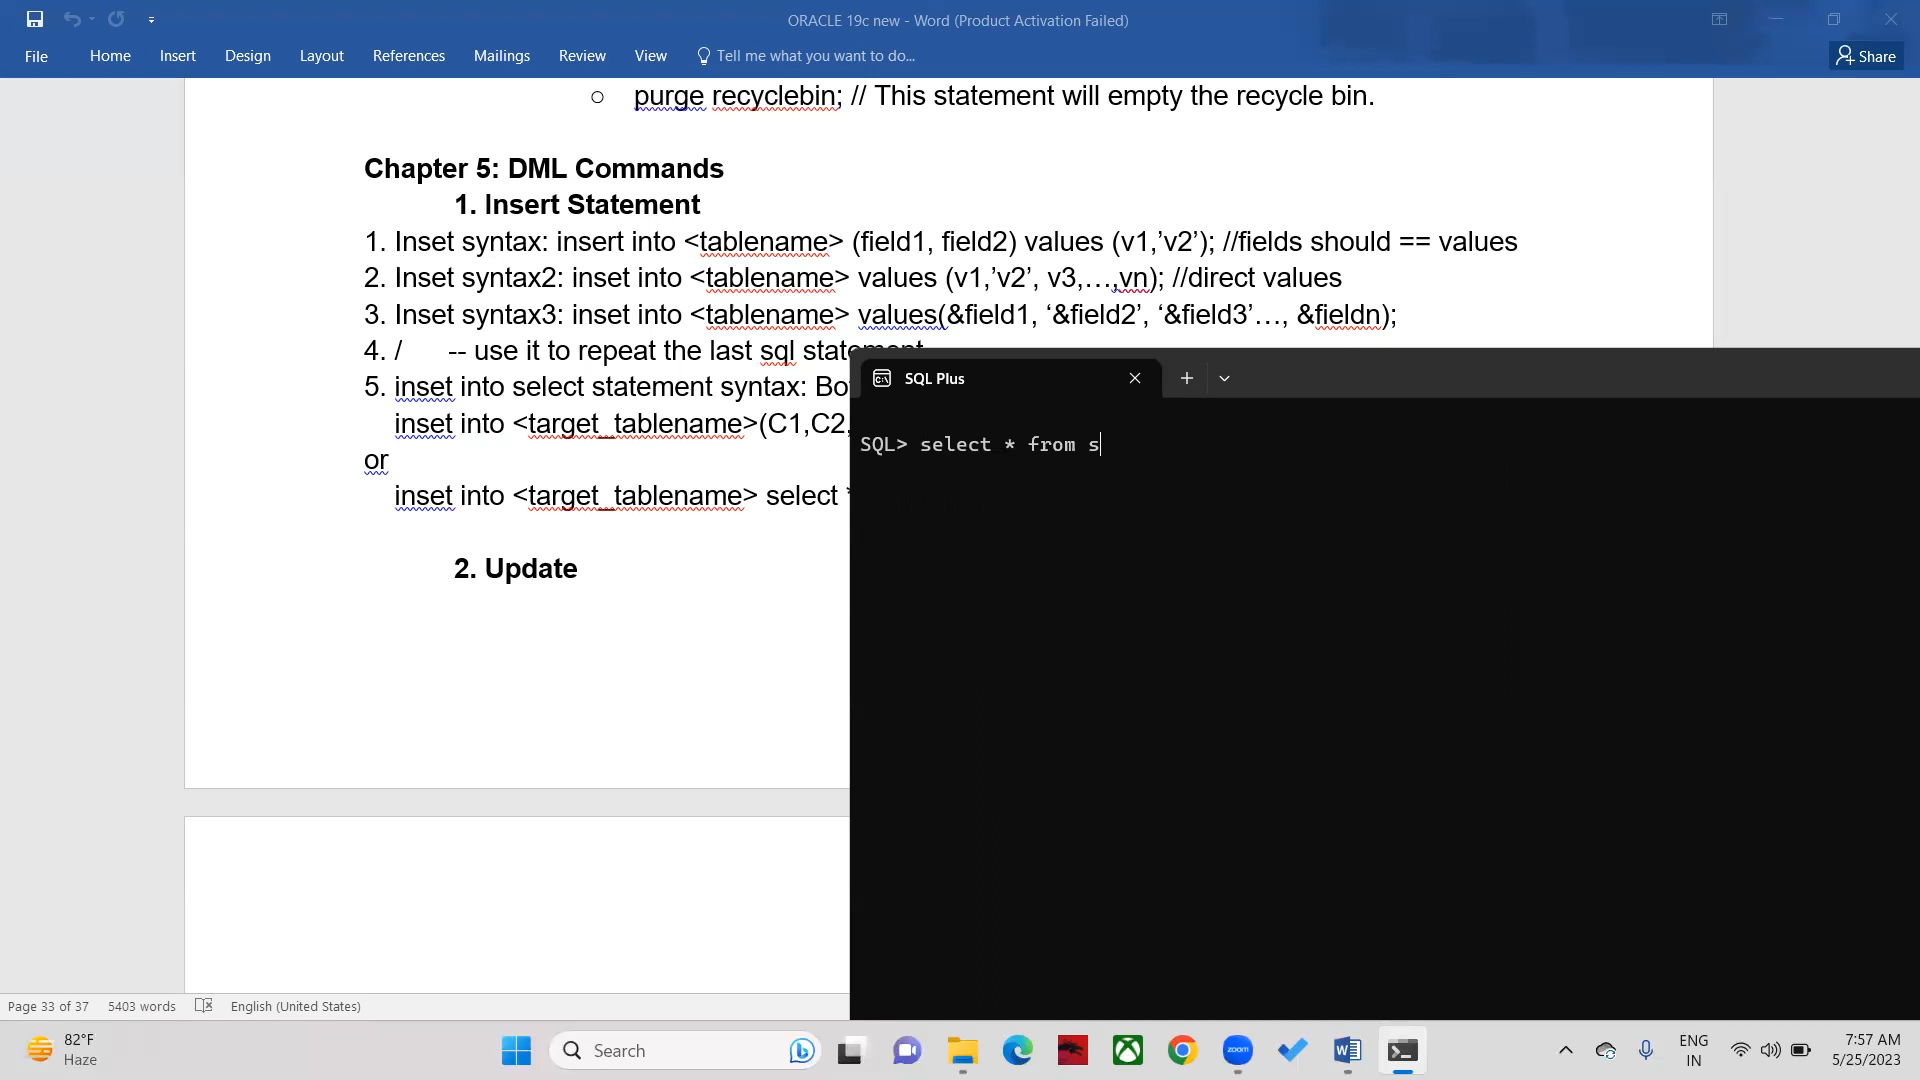 ORACLE 19c new - Word (Product Activation Failed)
File Home Insert Design Layout References Mailings Review View Tell me what you want to do... Share
○ purge recyclebin; // This statement will empty the recycle bin.
Chapter 5: DML Commands
1. Insert Statement
1. Inset syntax: insert into <tablename> (field1, field2) values (v1,’v2’); //fields should == values
2. Inset syntax2: inset into <tablename> values (v1,’v2’, v3,…,vn); //direct values
3. Inset syntax3: inset into <tablename> values(&field1, ‘&field2’, ‘&field3’…, &fieldn);
4. / -- use it to repeat the last sql statement
5. inset into select statement syntax: Bo
inset into <target_tablename>(C1,C2,
or
inset into <target_tablename> select *
2. Update
SQL Plus
SQL> select * from s
Page 33 of 37 5403 words English (United States)
82°F
Haze
Search
zoom
ENG
IN
7:57 AM
5/25/2023